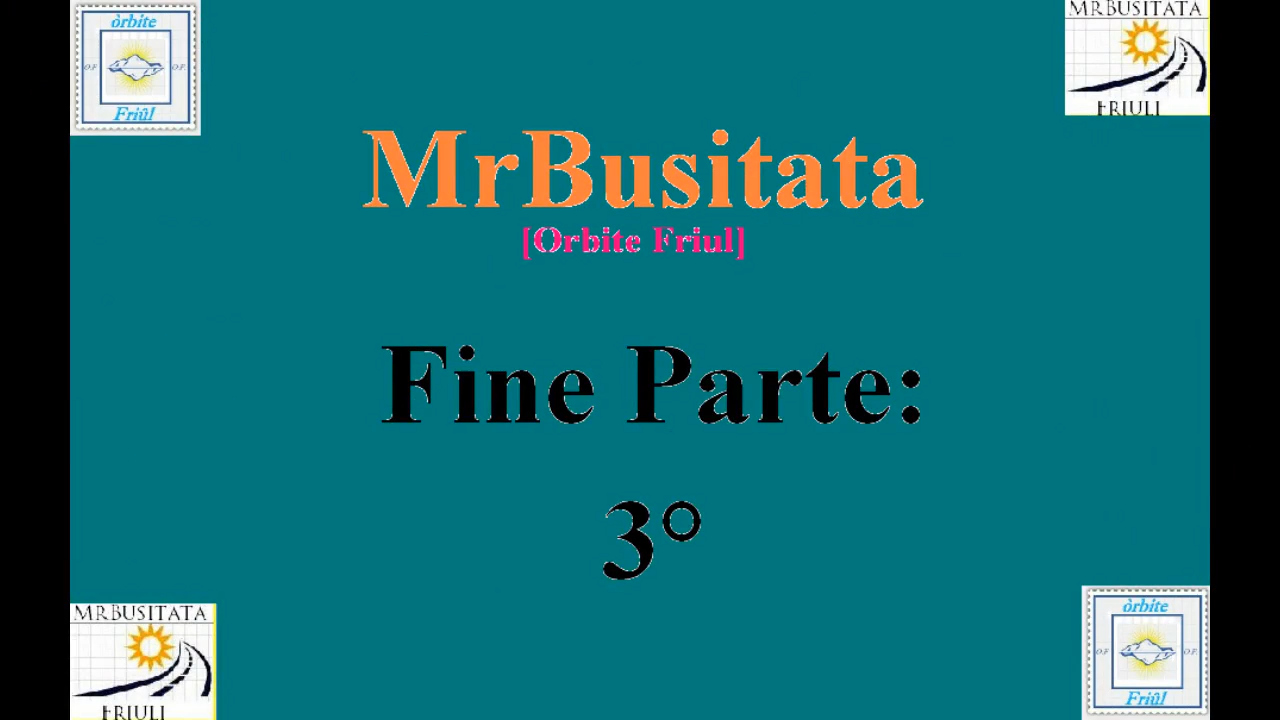 òrbite
O.F. O.F.
Friûl
MRBUSITATA
FRIULI
MrBusitata
[Orbite Friul]
Fine Parte:
3°
MRBUSITATA
FRIULI
òrbite
O.F. O.F.
Friûl